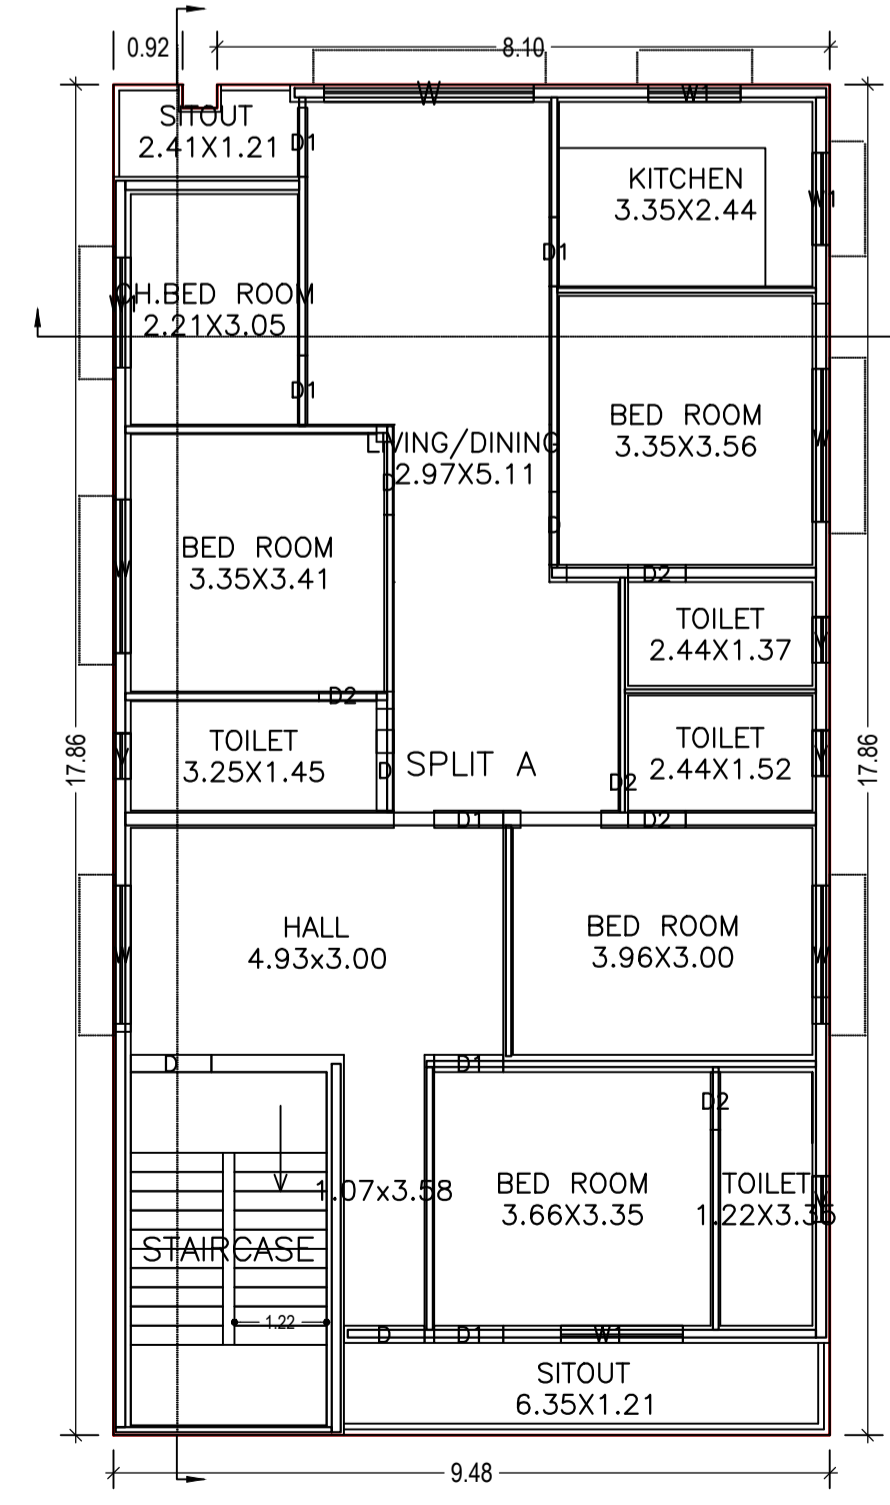 0.92
8.10
W
W1
SITOUT
2.41X1.21
D1
KITCHEN
3.35X2.44
W1
D1
CH.BED ROOM
2.21X3.05
W1
D1
BED ROOM
3.35X3.56
W
LIVING/DINING
2.97X5.11
D
D
BED ROOM
3.35X3.41
W
D2
TOILET
2.44X1.37
V
D2
TOILET
3.25X1.45
V
D
SPLIT A
TOILET
2.44X1.52
V
D2
17.86
17.86
D1
D2
HALL
4.93x3.00
W
BED ROOM
3.96X3.00
W
D
D1
D2
1.07x3.58
BED ROOM
3.66X3.35
TOILET
1.22X3.35
V
STAIRCASE
1.22
D
D1
W1
SITOUT
6.35X1.21
9.48